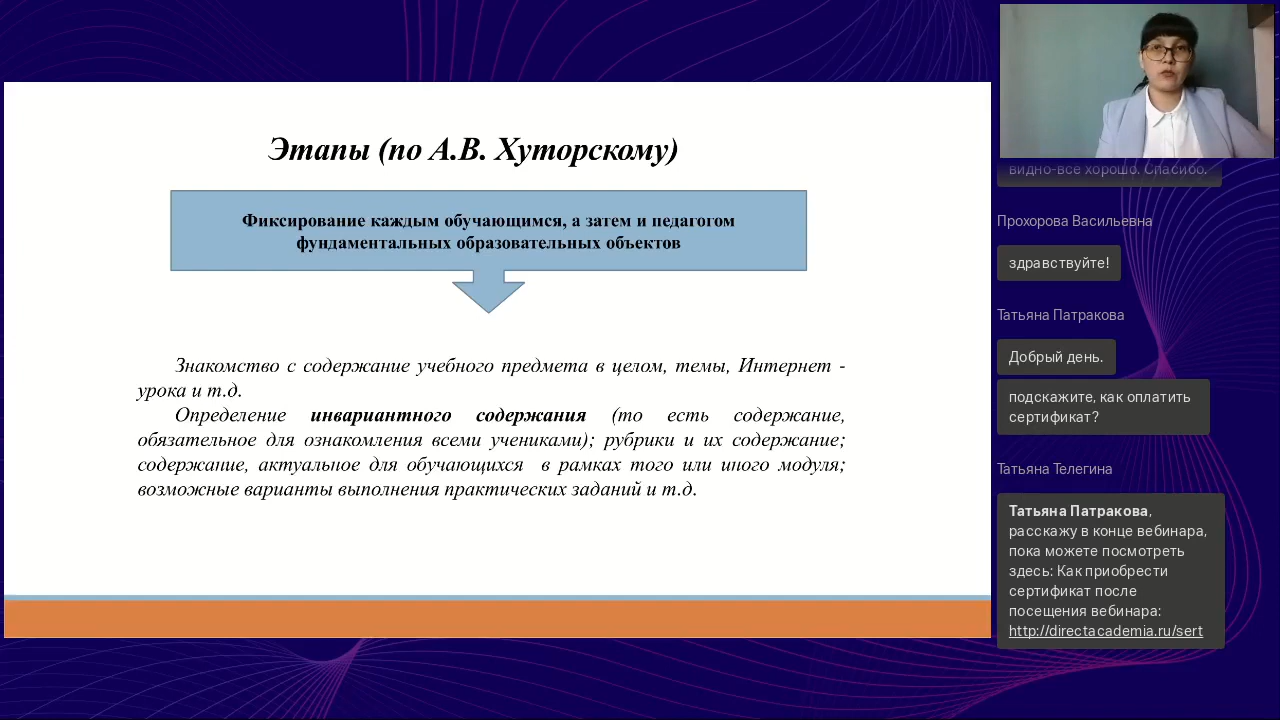 Этапы (по А.В. Хуторскому)
Фиксирование каждым обучающимся, а затем и педагогом
фундаментальных образовательных объектов
Знакомство с содержание учебного предмета в целом, темы, Интернет -
урока и т.д.
Определение инвариантного содержания (то есть содержание,
обязательное для ознакомления всеми учениками); рубрики и их содержание;
содержание, актуальное для обучающихся в рамках того или иного модуля;
возможные варианты выполнения практических заданий и т.д.
видно-все хорошо. Спасибо.
Прохорова Васильевна
здравствуйте!
Татьяна Патракова
Добрый день.
подскажите, как оплатить
сертификат?
Татьяна Телегина
Татьяна Патракова,
расскажу в конце вебинара,
пока можете посмотреть
здесь: Как приобрести
сертификат после
посещения вебинара:
http://directacademia.ru/sert